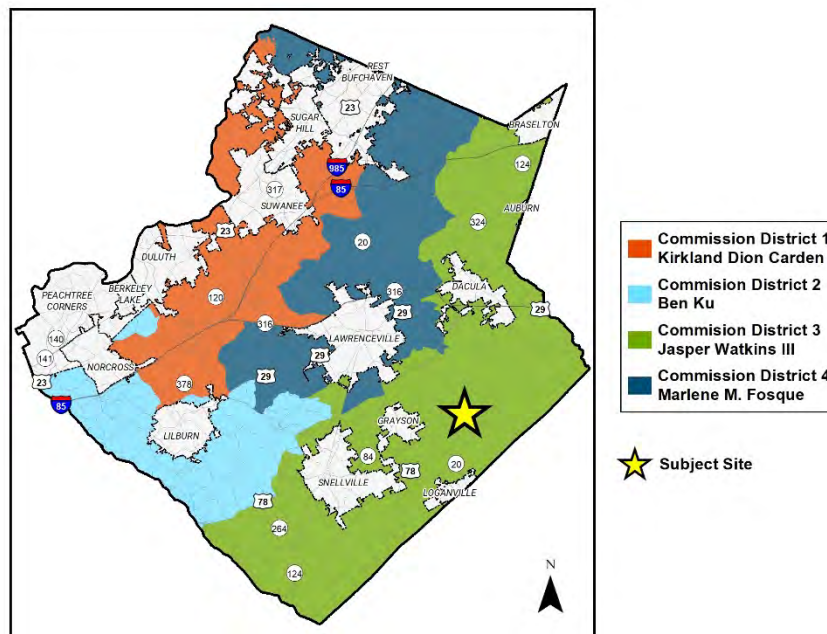 REST
BUFCHAVEN
23
SUGAR
HILL
BRASELTON
985
124
85
317
SUWANEE
AUBURN
324
23
20
DULUTH
BERKELEY
LAKE
316
DACULA
PEACHTREE
CORNERS
120
29
29
316
140
LAWRENCEVILLE
141
NORCROSS
29
23
378
29
85
GRAYSON
LILBURN
84
20
78
SNELLVILLE
LOGANVILLE
78
264
124
N
Commission District 1
Kirkland Dion Carden
Commision District 2
Ben Ku
Commision District 3
Jasper Watkins III
Commision District 4
Marlene M. Fosque
Subject Site